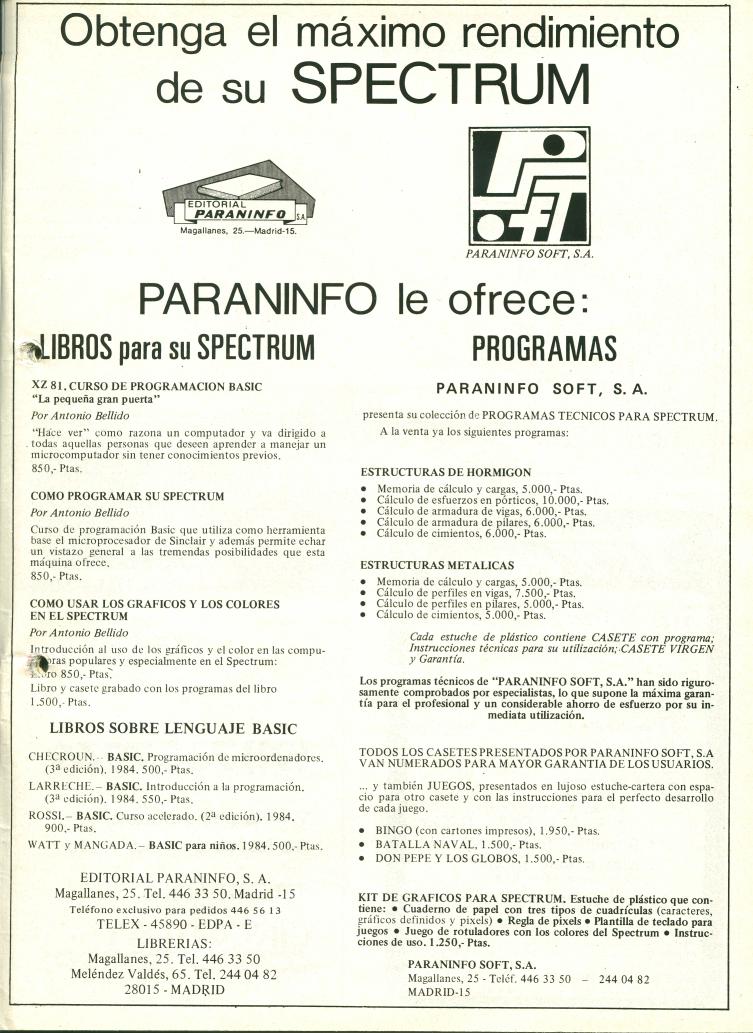 Obtenga el máximo rendimiento
de su SPECTRUM
EDITORIAL
PARANINFO S.A.
Magallanes, 25.—Madrid-15.
PSFT
PARANINFO SOFT, S.A.
PARANINFO le ofrece:
LIBROS para su SPECTRUM
XZ 81. CURSO DE PROGRAMACION BASIC
“La pequeña gran puerta”
Por Antonio Bellido
“Hace ver” como razona un computador y va dirigido a
todas aquellas personas que deseen aprender a manejar un
microcomputador sin tener conocimientos previos.
850,- Ptas.
COMO PROGRAMAR SU SPECTRUM
Por Antonio Bellido
Curso de programación Basic que utiliza como herramienta
base el microprocesador de Sinclair y además permite echar
un vistazo general a las tremendas posibilidades que esta
máquina ofrece.
850,- Ptas.
COMO USAR LOS GRAFICOS Y LOS COLORES
EN EL SPECTRUM
Por Antonio Bellido
Introducción al uso de los gráficos y el color en las compu-
populares y especialmente en el Spectrum:
850,- Ptas.
Libro y casete grabado con los programas del libro
1.500,- Ptas.
LIBROS SOBRE LENGUAJE BASIC
CHECROUN.– BASIC. Programación de microordenadores.
(3ª edición). 1984. 500,- Ptas.
LARRECHE.– BASIC. Introducción a la programación.
(3ª edición). 1984. 550,- Ptas.
ROSSI.– BASIC. Curso acelerado. (2ª edición). 1984.
900,- Ptas.
WATT y MANGADA.– BASIC para niños. 1984. 500,- Ptas.
EDITORIAL PARANINFO, S. A.
Magallanes, 25. Tel. 446 33 50. Madrid -15
Teléfono exclusivo para pedidos 446 56 13
TELEX - 45890 - EDPA - E
LIBRERIAS:
Magallanes, 25. Tel. 446 33 50
Meléndez Valdés, 65. Tel. 244 04 82
28015 - MADRID
PROGRAMAS
PARANINFO SOFT, S. A.
presenta su colección de PROGRAMAS TECNICOS PARA SPECTRUM.
A la venta ya los siguientes programas:
ESTRUCTURAS DE HORMIGON
● Memoria de cálculo y cargas, 5.000,- Ptas.
● Cálculo de esfuerzos en pórticos, 10.000,- Ptas.
● Cálculo de armadura de vigas, 6.000,- Ptas.
● Cálculo de armadura de pilares, 6.000,- Ptas.
● Cálculo de cimientos, 6.000,- Ptas.
ESTRUCTURAS METALICAS
● Memoria de cálculo y cargas, 5.000,- Ptas.
● Cálculo de perfiles en vigas, 7.500,- Ptas.
● Cálculo de perfiles en pilares, 5.000,- Ptas.
● Cálculo de cimientos, 5.000,- Ptas.
Cada estuche de plástico contiene CASETE con programa;
Instrucciones técnicas para su utilización; CASETE VIRGEN
y Garantía.
Los programas técnicos de “PARANINFO SOFT, S.A.” han sido riguro-
samente comprobados por especialistas, lo que supone la máxima garan-
tía para el profesional y un considerable ahorro de esfuerzo por su in-
mediata utilización.
TODOS LOS CASETES PRESENTADOS POR PARANINFO SOFT, S.A
VAN NUMERADOS PARA MAYOR GARANTIA DE LOS USUARIOS.
... y también JUEGOS, presentados en lujoso estuche-cartera con espa-
cio para otro casete y con las instrucciones para el perfecto desarrollo
de cada juego.
● BINGO (con cartones impresos), 1.950,- Ptas.
● BATALLA NAVAL, 1.500,- Ptas.
● DON PEPE Y LOS GLOBOS, 1.500,- Ptas.
KIT DE GRAFICOS PARA SPECTRUM. Estuche de plástico que con-
tiene: ● Cuaderno de papel con tres tipos de cuadrículas (caracteres,
gráficos definidos y pixels) ● Regla de pixels ● Plantilla de teclado para
juegos ● Juego de rotuladores con los colores del Spectrum ● Instruc-
ciones de uso. 1.250,- Ptas.
PARANINFO SOFT, S.A.
Magallanes, 25 - Teléf. 446 33 50 – 244 04 82
MADRID-15